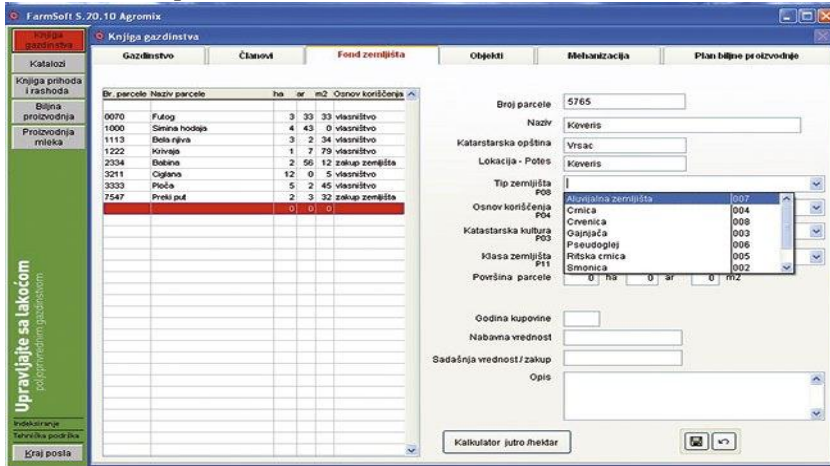 FarmSoft 5.20.10 Agromix
Knjiga gazdinstva
Katalozi
Knjiga prihoda
i rashoda
Biljna
proizvodnja
Proizvodnja
mleka
Upravljajte sa lakoćom
poljoprivrednim gazdinstvom
Indeksiranje
Tehnička podrška
Kraj posla
Knjiga gazdinstva
Gazdinstvo Članovi Fond zemljišta Objekti Mehanizacija Plan biljne proizvodnje
Br. parcele Naziv parcele ha ar m2 Osnov korišćenja
0070 Futog 3 33 33 vlasništvo
1000 Simina hodaja 4 43 0 vlasništvo
1113 Bela njiva 3 2 34 vlasništvo
1222 Krivaja 1 7 79 vlasništvo
2334 Bobina 2 56 12 zakup zemljišta
3211 Ciglana 12 0 5 vlasništvo
3333 Ploča 5 2 45 vlasništvo
7547 Preki put 2 3 32 zakup zemljišta
0 0 0
Broj parcele 5765
Naziv Keveris
Katarstarska opština Vrsac
Lokacija - Potes Keveris
Tip zemljišta
P08
Osnov korišćenja
P04
Katastarska kultura
P03
Klasa zemljišta
P11
Aluvijalna zemljišta 007
Crnica 004
Crvenica 008
Gajnjača 003
Pseudoglej 006
Ritska crnica 005
Smonica 002
Površina parcele 0 ha 0 ar 0 m2
Godina kupovine
Nabavna vrednost
Sadašnja vrednost / zakup
Opis
Kalkulator jutro /hektar